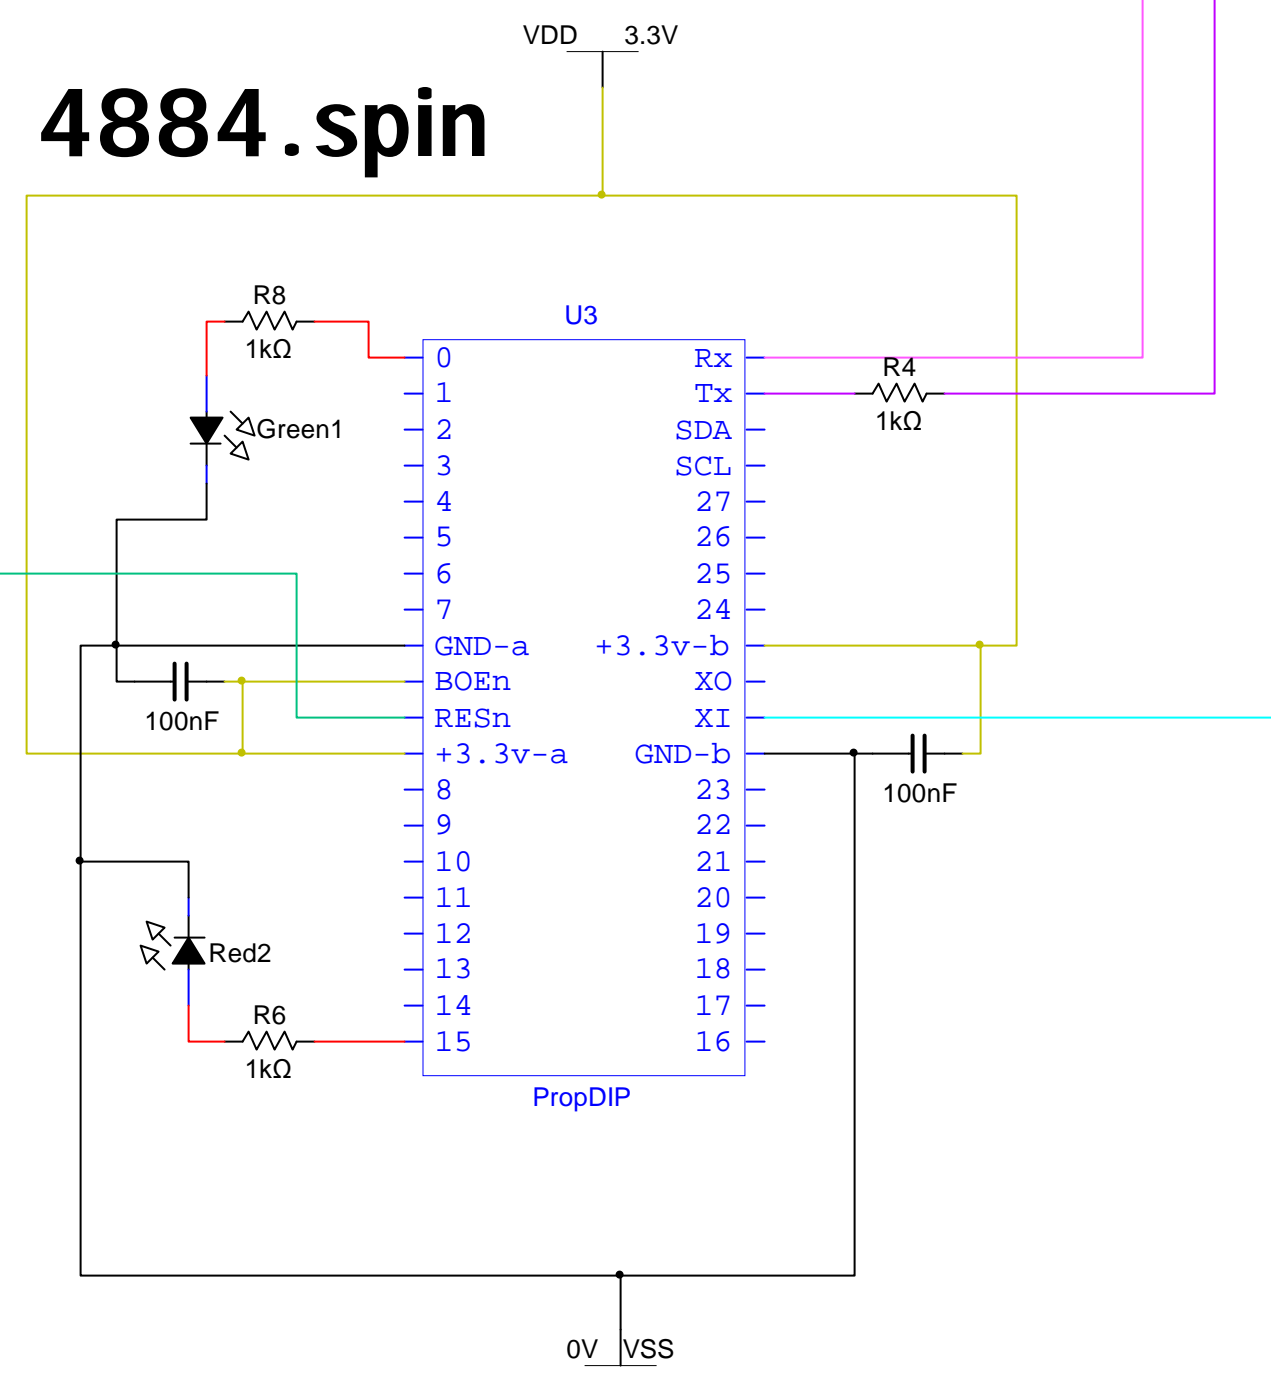 VDD 3.3V
4884.spin
R8
1kΩ
U3
Green1
0 Rx
1 Tx
R4
1kΩ
2 SDA
3 SCL
4 27
5 26
6 25
7 24
GND-a +3.3v-b
BOEn XO
100nF
RESn XI
+3.3v-a GND-b
100nF
8 23
9 22
10 21
11 20
12 19
Red2
13 18
14 17
R6
1kΩ
15 16
PropDIP
0V VSS